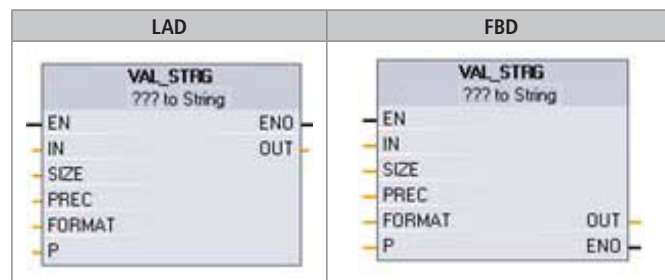 LAD FBD
VAL_STRG VAL_STRG
??? to String ??? to String
EN ENO EN
IN OUT IN
SIZE SIZE
PREC PREC
FORMAT FORMAT OUT
P P ENO